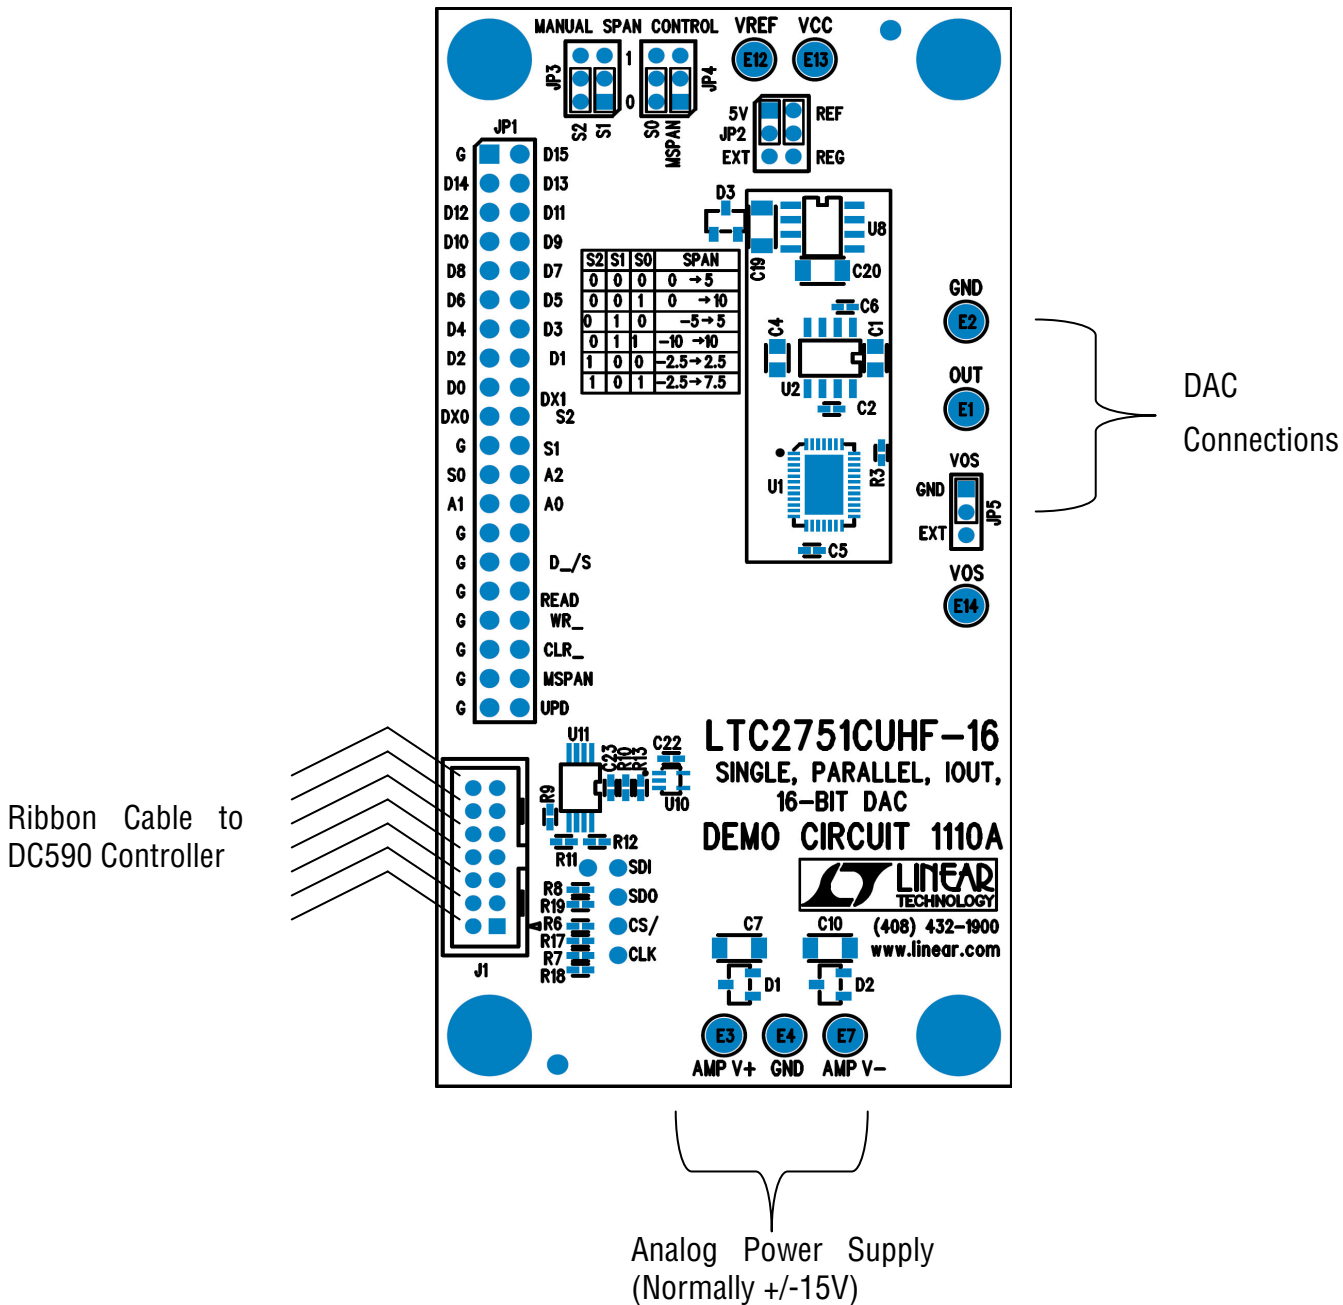 MANUAL SPAN CONTROL
VREF
VCC
E12
E13
JP3
1
0
JP4
S2
S1
S0
MSPAN
5V
REF
JP2
EXT
REG
JP1
G
D15
D14
D13
D12
D11
D10
D9
D8
D7
D6
D5
D4
D3
D2
D1
D0
DX1
DX0
S2
G
S1
S0
A2
A1
A0
G
G
D_/S
G
READ
G
WR_
G
CLR_
G
MSPAN
G
UPD
S2 S1 S0 SPAN
0 0 0 0 →5
0 0 1 0 →10
0 1 0 -5→5
0 1 1 -10 →10
1 0 0 -2.5→2.5
1 0 1 -2.5→7.5
D3
C19
U8
C20
C6
C4
C1
U2
C2
U1
R3
C5
GND
E2
OUT
E1
VOS
GND
JP5
EXT
VOS
E14
DAC
Connections
LTC2751CUHF-16
SINGLE, PARALLEL, IOUT,
16-BIT DAC
DEMO CIRCUIT 1110A
LINEAR
TECHNOLOGY
(408) 432-1900
www.linear.com
U11
C23
R10
R13
C22
U10
R9
R12
R11
SDI
R8
SDO
R19
R6
CS/
R17
R7
CLK
R18
J1
Ribbon Cable to
DC590 Controller
C7
C10
D1
D2
E3
E4
E7
AMP V+
GND
AMP V-
Analog Power Supply
(Normally +/-15V)